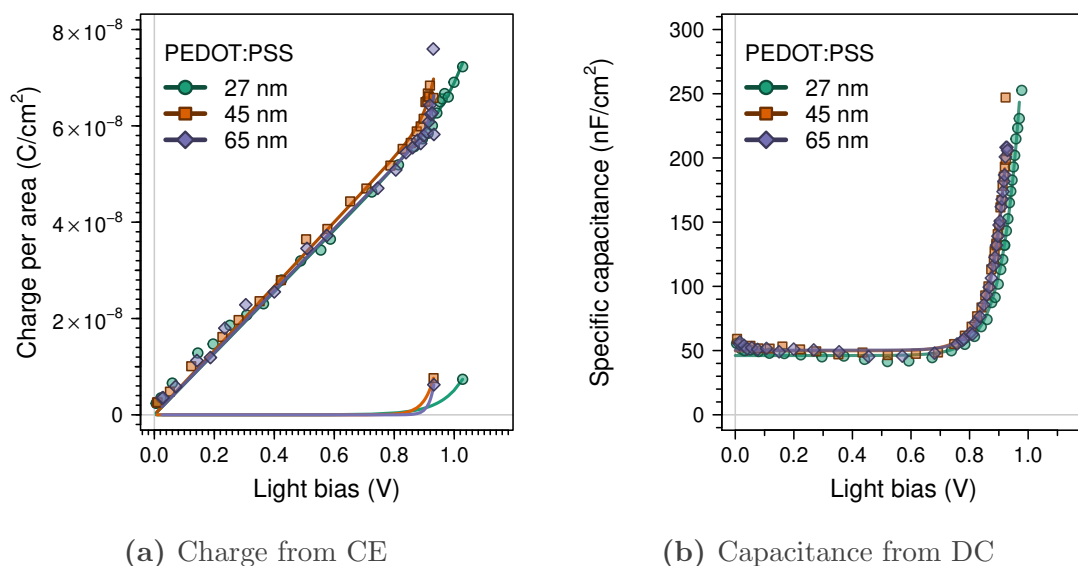 8×10⁻⁸
6×10⁻⁸
4×10⁻⁸
2×10⁻⁸
0
Charge per area (C/cm²)
PEDOT:PSS
27 nm
45 nm
65 nm
0.0 0.2 0.4 0.6 0.8 1.0
Light bias (V)
(a) Charge from CE
300
250
200
150
100
50
0
Specific capacitance (nF/cm²)
PEDOT:PSS
27 nm
45 nm
65 nm
0.0 0.2 0.4 0.6 0.8 1.0
Light bias (V)
(b) Capacitance from DC